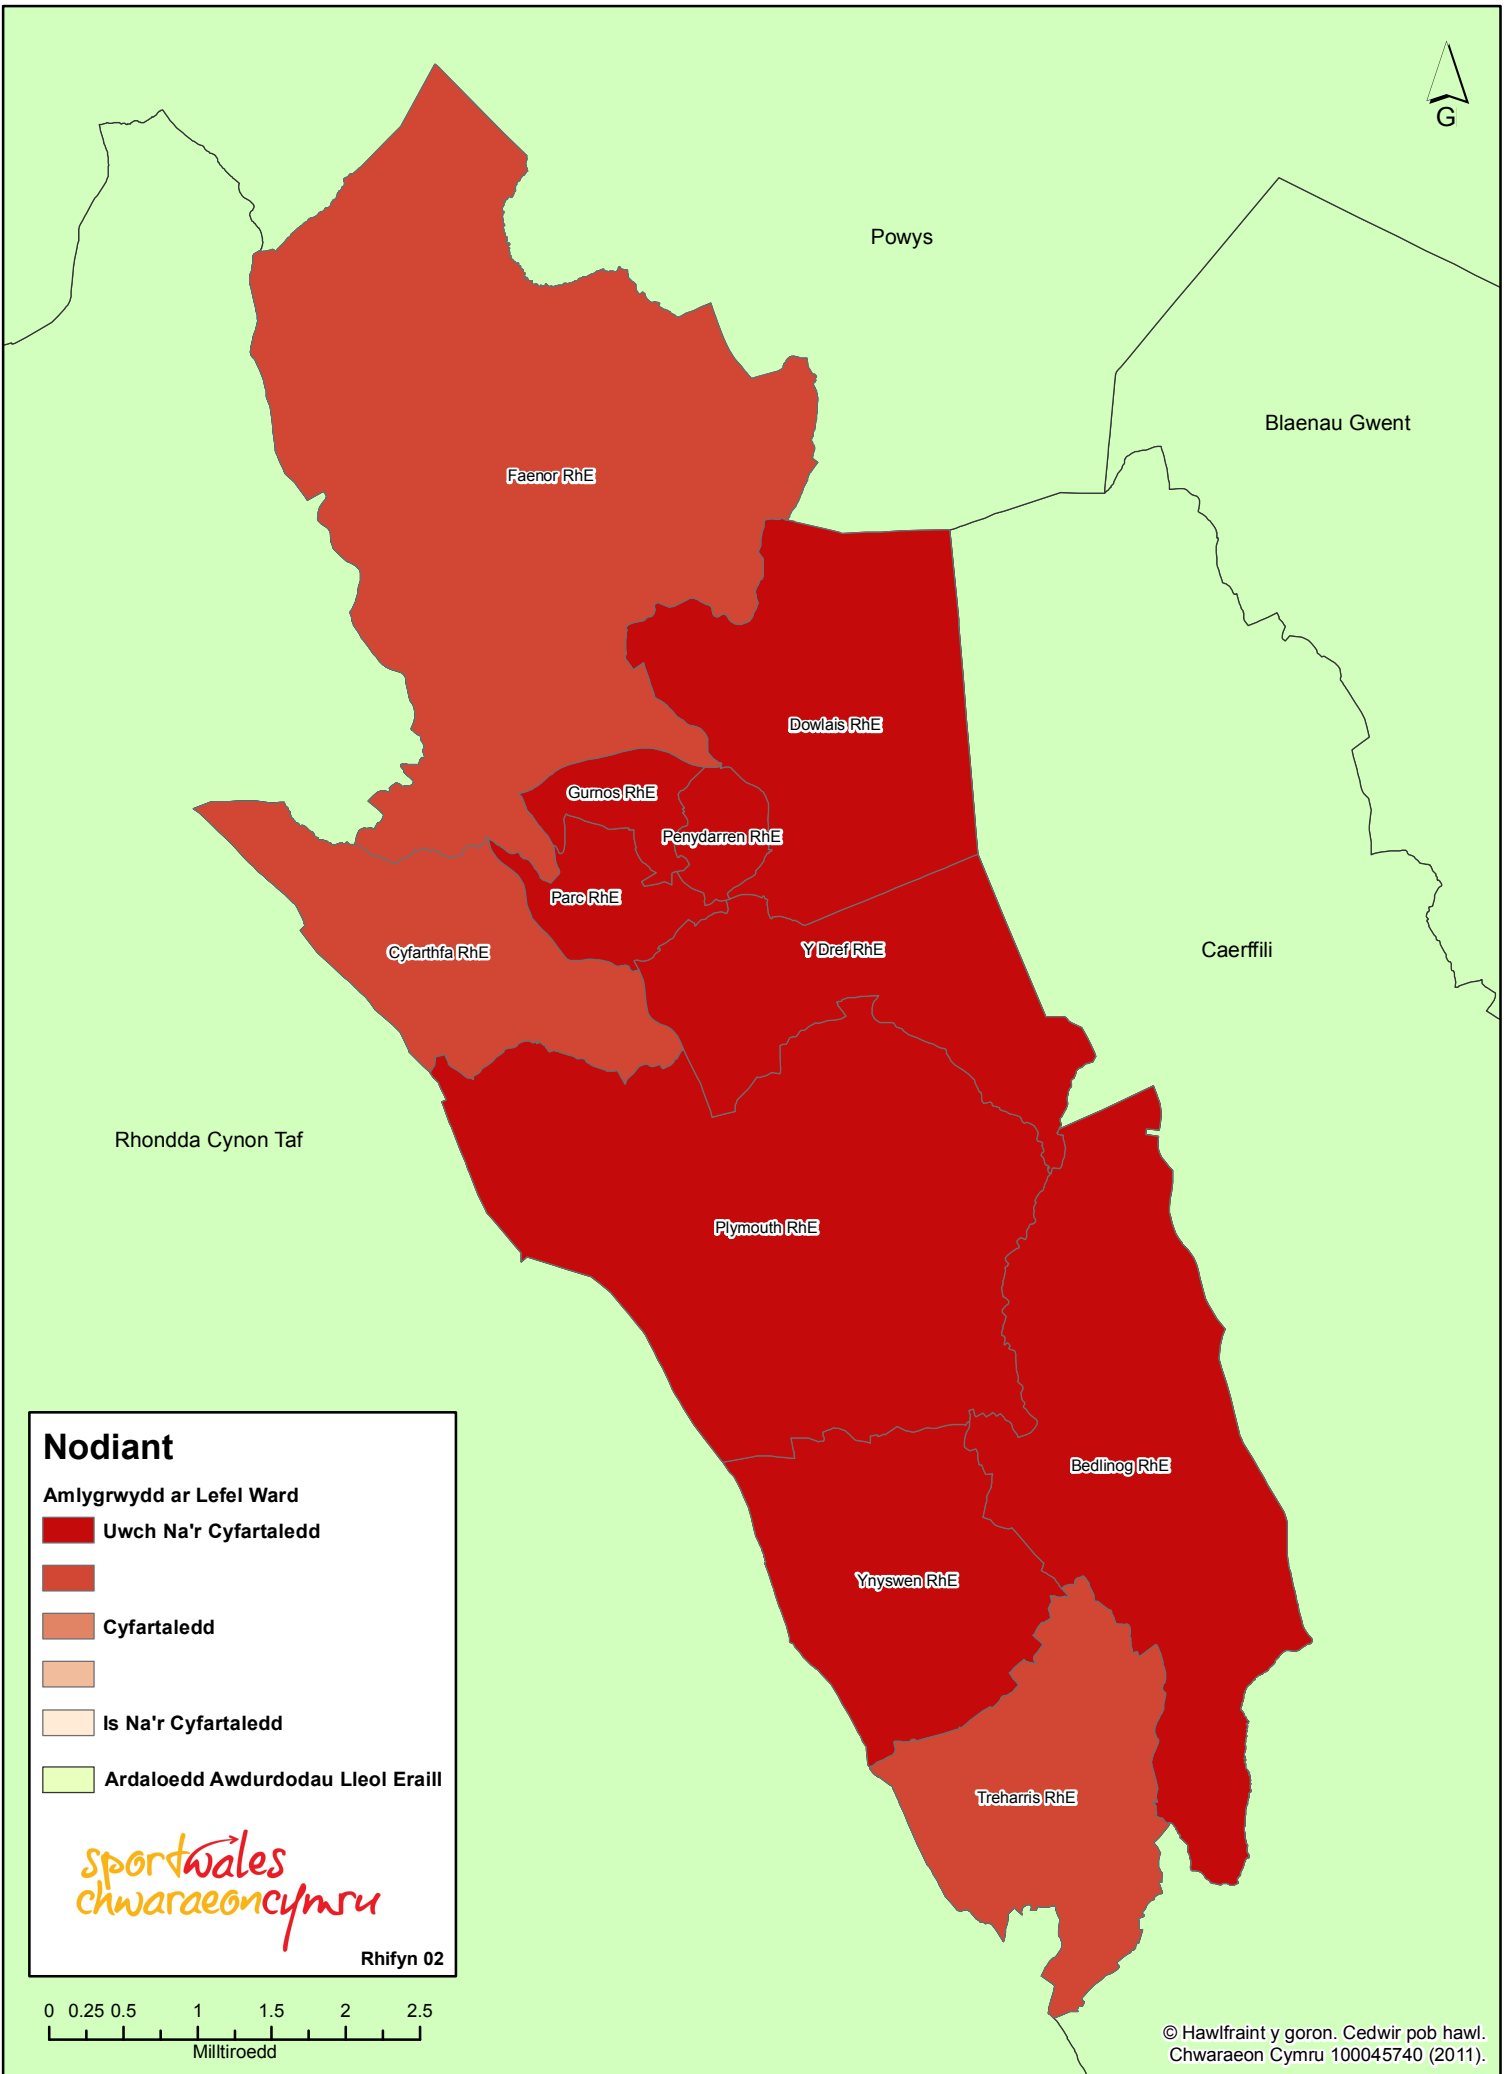 G
Powys
Blaenau Gwent
Faenor RhE
Dowlais RhE
Gurnos RhE
Penydarren RhE
Parc RhE
Cyfarthfa RhE
Y Dref RhE
Caerffili
Rhondda Cynon Taf
Plymouth RhE
Bedlinog RhE
Ynyswen RhE
Treharris RhE
Nodiant
Amlygrwydd ar Lefel Ward
Uwch Na'r Cyfartaledd
Cyfartaledd
Is Na'r Cyfartaledd
Ardaloedd Awdurdodau Lleol Eraill
sportwales
chwaraeoncymru
Rhifyn 02
0 0.25 0.5 1 1.5 2 2.5
Milltiroedd
© Hawlfraint y goron. Cedwir pob hawl.
Chwaraeon Cymru 100045740 (2011).